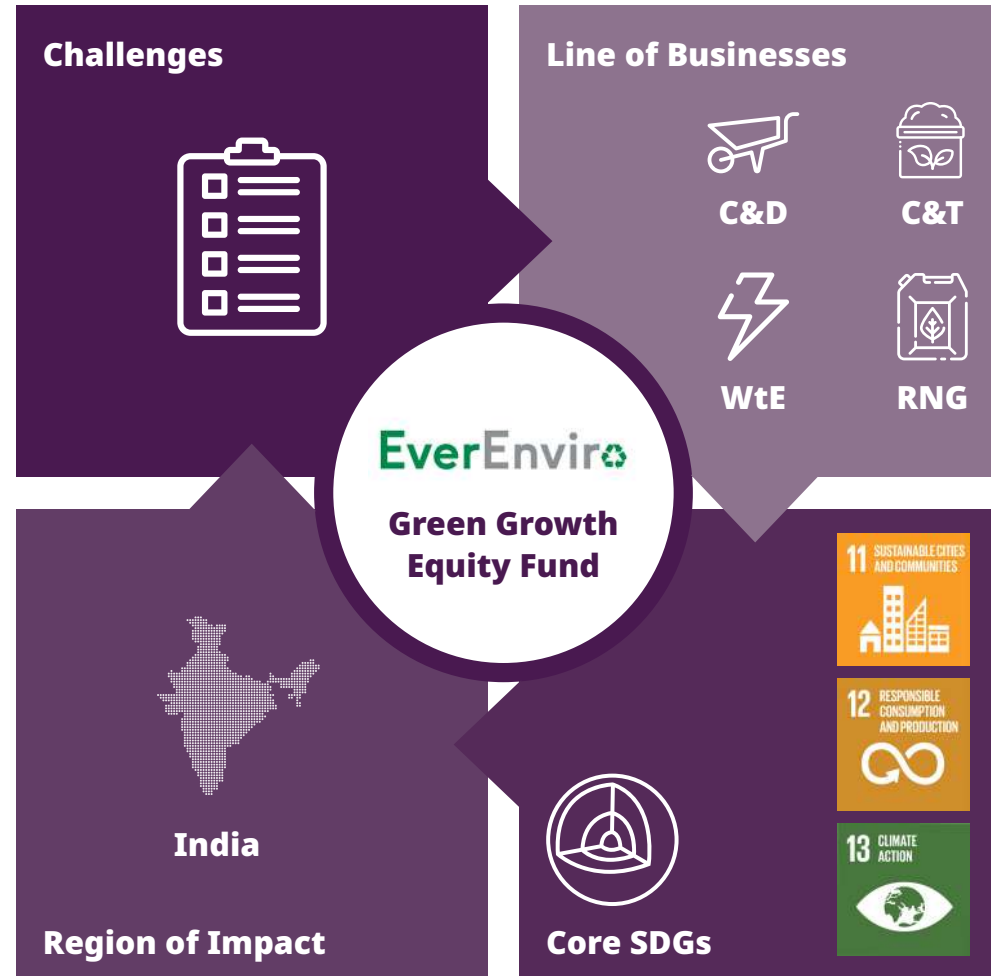 Challenges
Line of Businesses
C&D
C&T
WtE
RNG
EverEnviro
Green Growth
Equity Fund
India
Region of Impact
Core SDGs
11 SUSTAINABLE CITIES
AND COMMUNITIES
12 RESPONSIBLE
CONSUMPTION
AND PRODUCTION
13 CLIMATE
ACTION